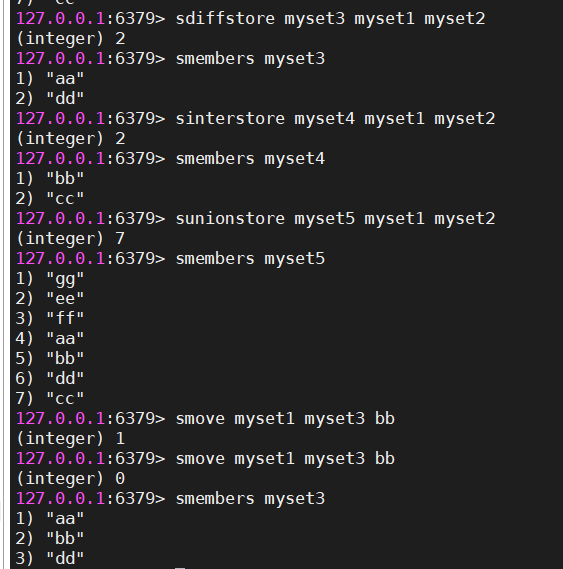 7) "cc"
127.0.0.1:6379> sdiffstore myset3 myset1 myset2
(integer) 2
127.0.0.1:6379> smembers myset3
1) "aa"
2) "dd"
127.0.0.1:6379> sinterstore myset4 myset1 myset2
(integer) 2
127.0.0.1:6379> smembers myset4
1) "bb"
2) "cc"
127.0.0.1:6379> sunionstore myset5 myset1 myset2
(integer) 7
127.0.0.1:6379> smembers myset5
1) "gg"
2) "ee"
3) "ff"
4) "aa"
5) "bb"
6) "dd"
7) "cc"
127.0.0.1:6379> smove myset1 myset3 bb
(integer) 1
127.0.0.1:6379> smove myset1 myset3 bb
(integer) 0
127.0.0.1:6379> smembers myset3
1) "aa"
2) "bb"
3) "dd"